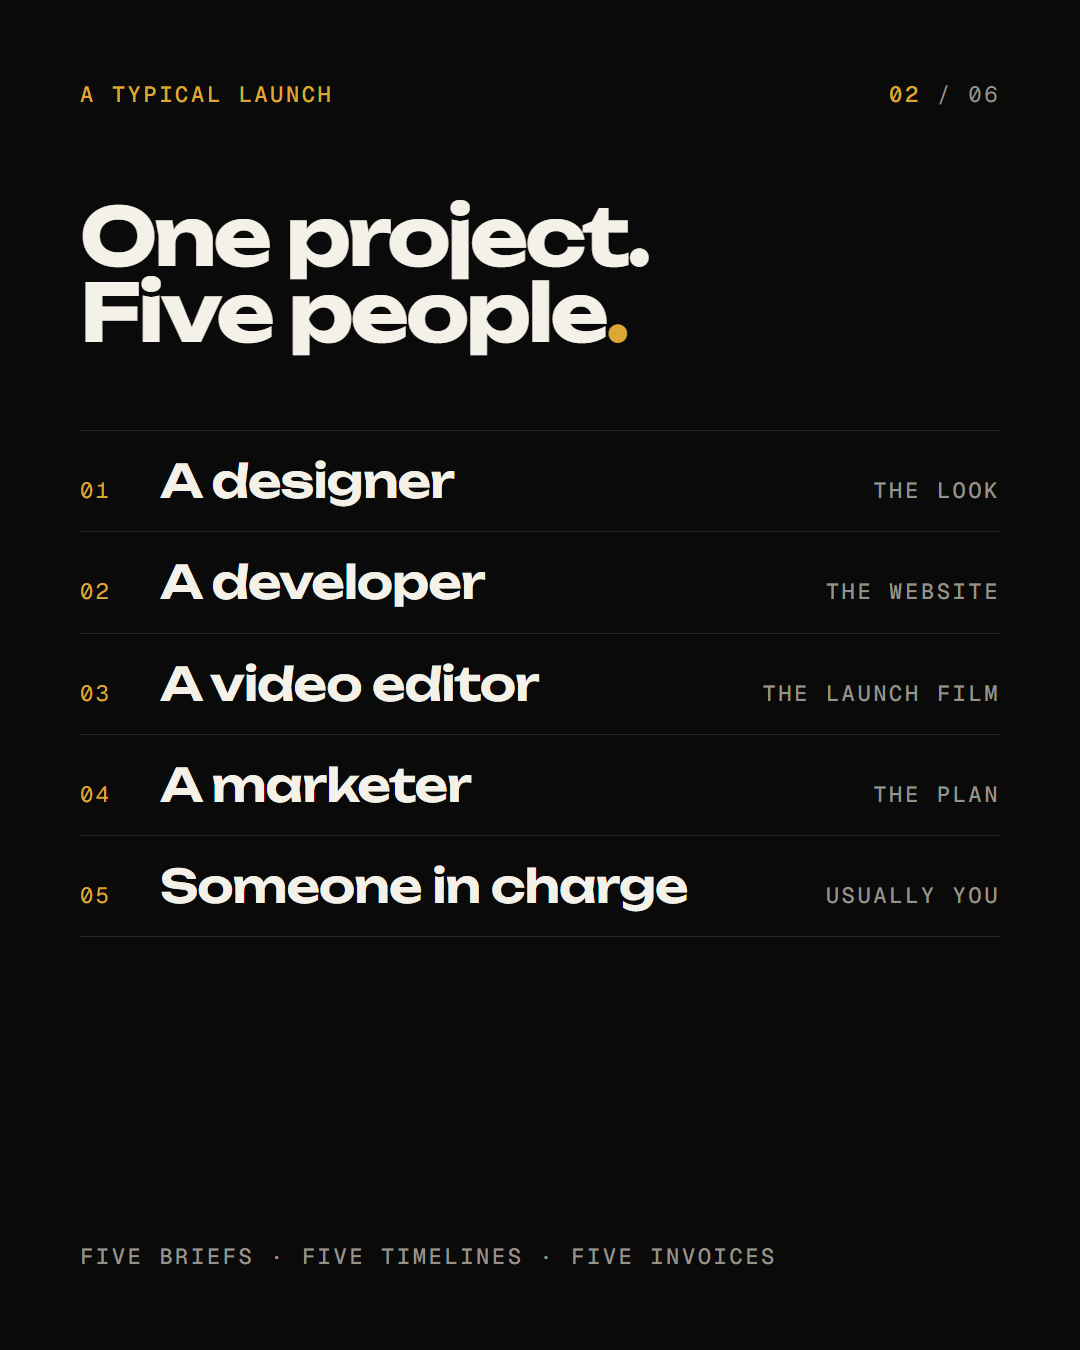 A TYPICAL LAUNCH
02 / 06
One project.
Five people.
01 A designer THE LOOK
02 A developer THE WEBSITE
03 A video editor THE LAUNCH FILM
04 A marketer THE PLAN
05 Someone in charge USUALLY YOU
FIVE BRIEFS · FIVE TIMELINES · FIVE INVOICES